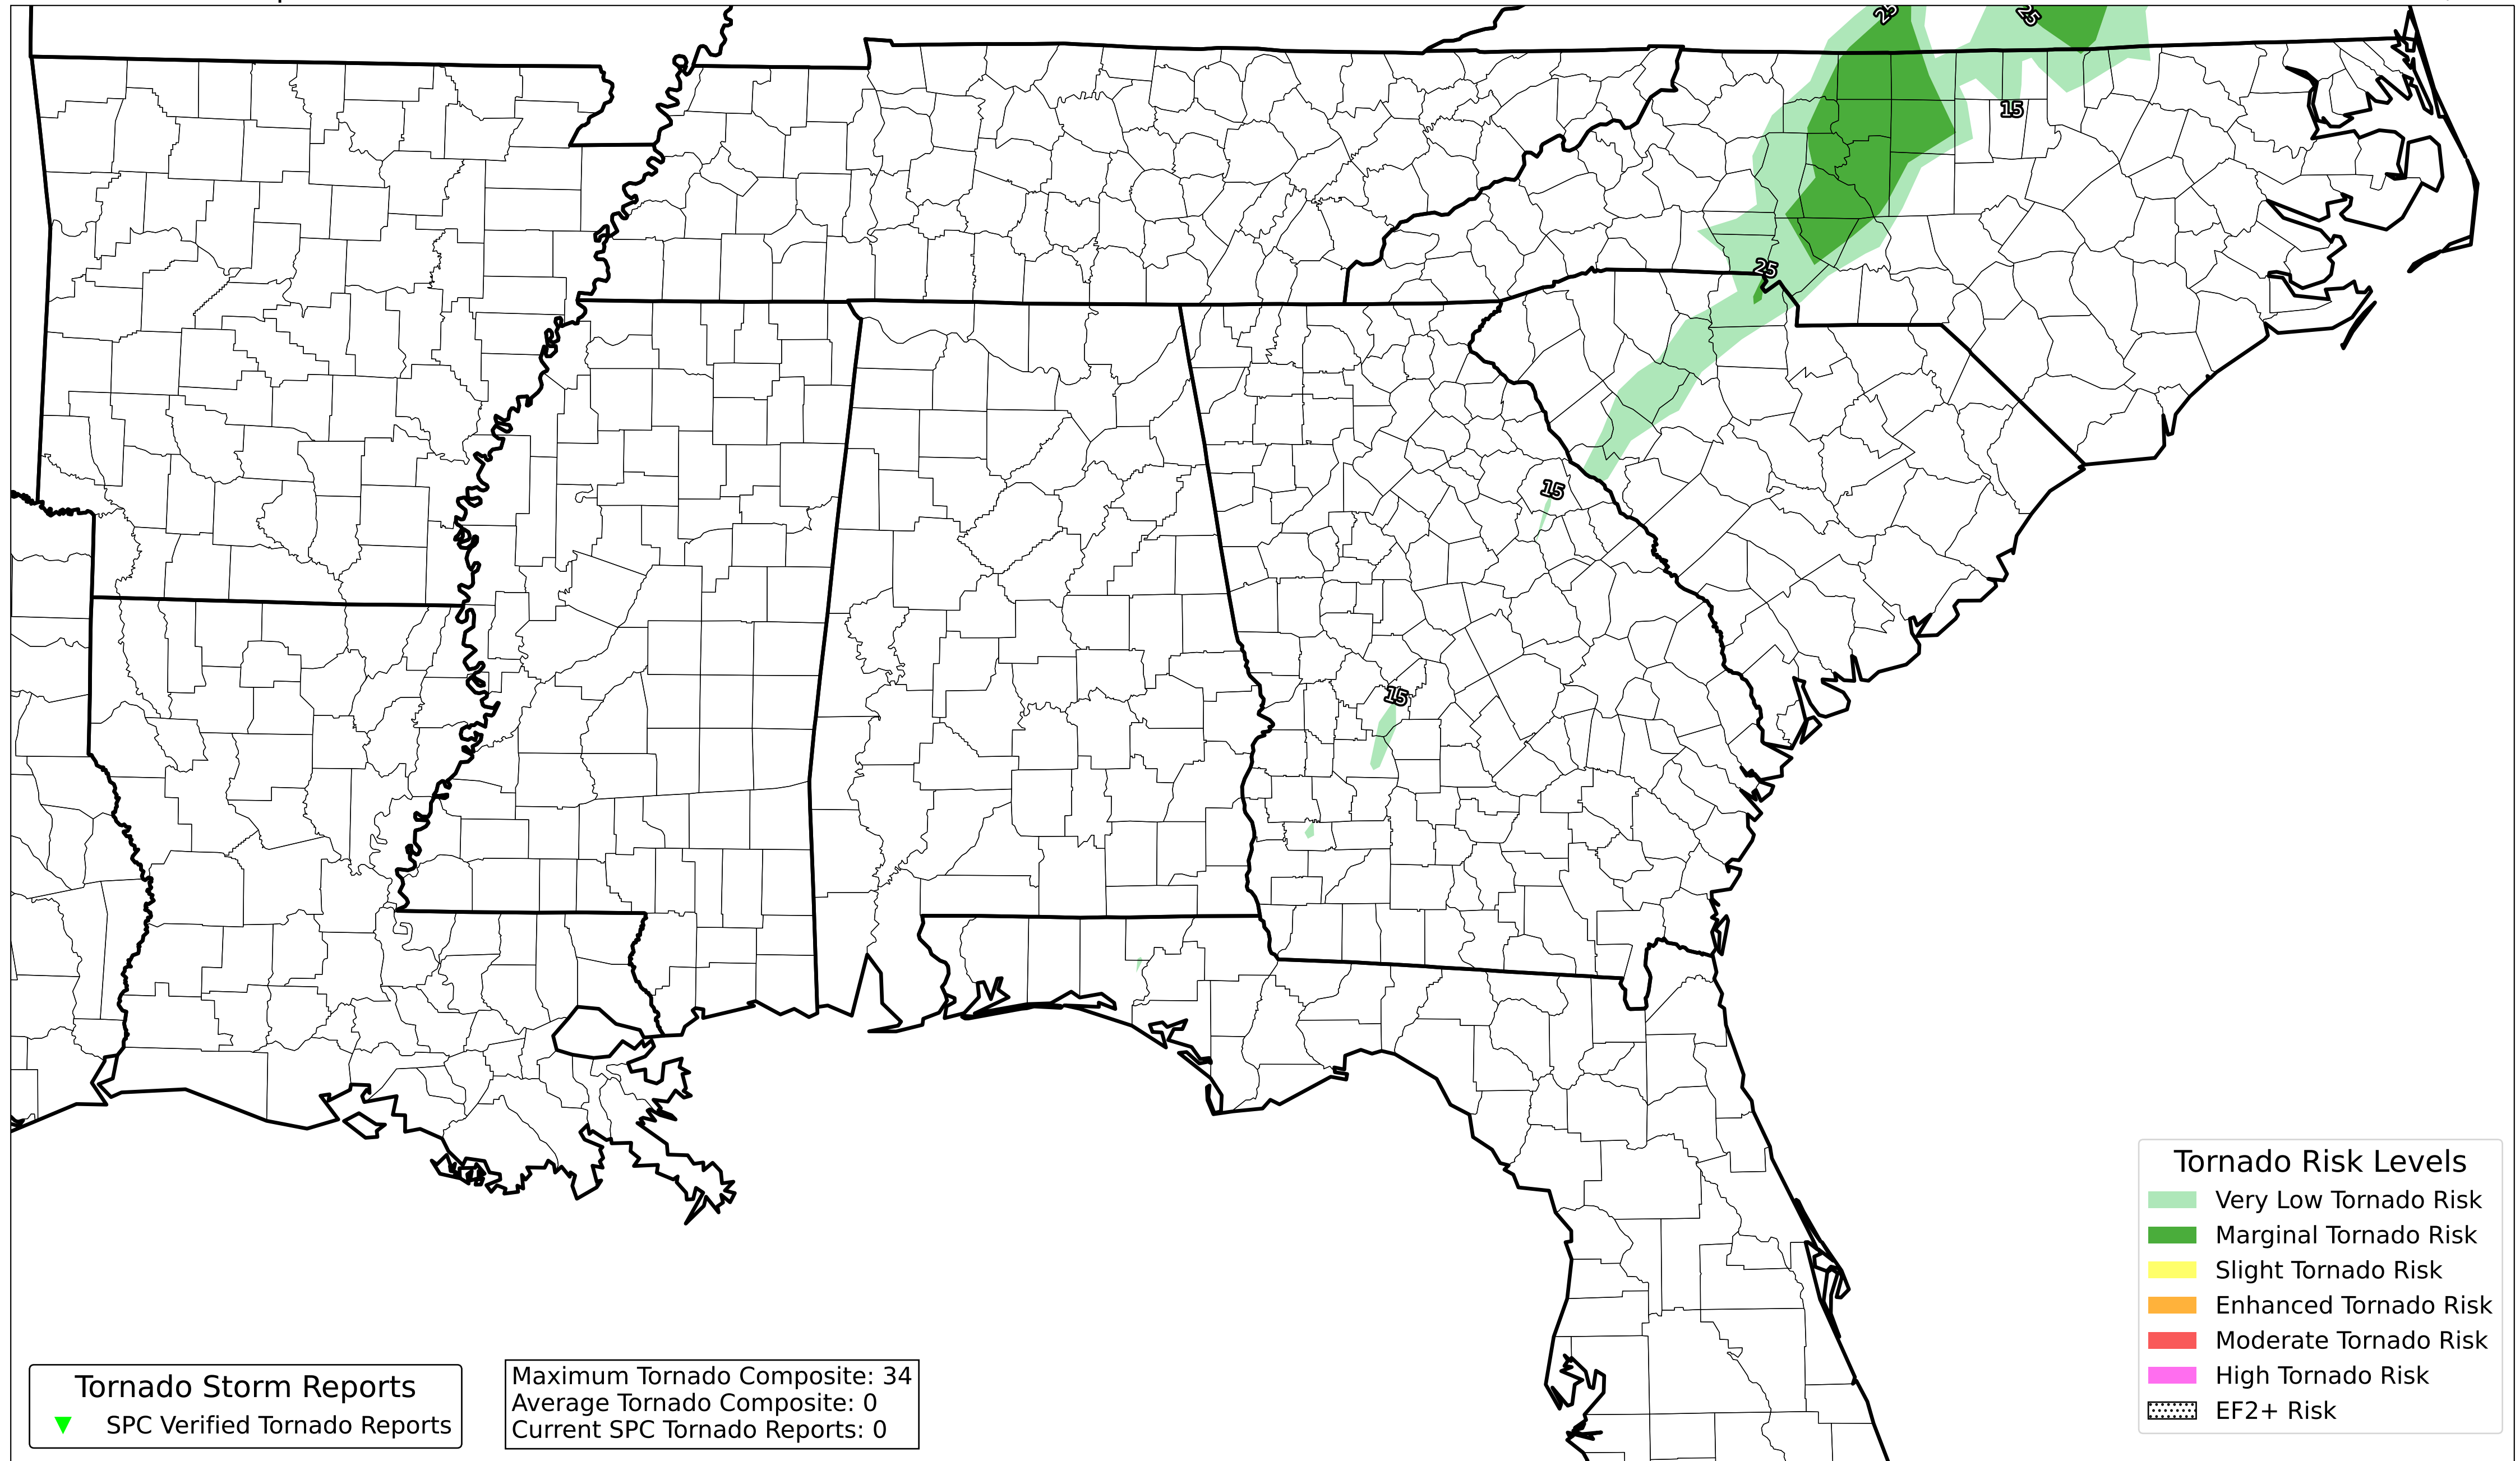 25
25
15
25
15
15
Tornado Risk Levels
Very Low Tornado Risk
Marginal Tornado Risk
Slight Tornado Risk
Enhanced Tornado Risk
Moderate Tornado Risk
High Tornado Risk
EF2+ Risk
Tornado Storm Reports
SPC Verified Tornado Reports
Maximum Tornado Composite: 34
Average Tornado Composite: 0
Current SPC Tornado Reports: 0